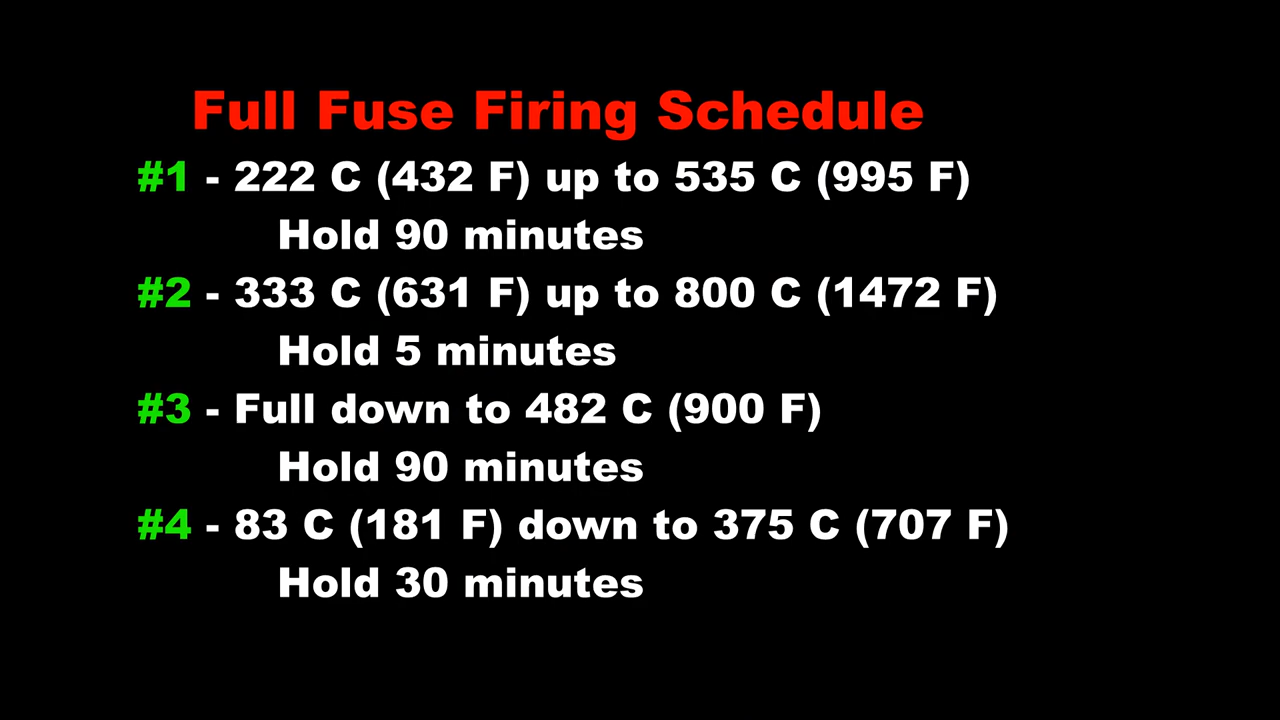 Full Fuse Firing Schedule
#1 - 222 C (432 F) up to 535 C (995 F)
Hold 90 minutes
#2 - 333 C (631 F) up to 800 C (1472 F)
Hold 5 minutes
#3 - Full down to 482 C (900 F)
Hold 90 minutes
#4 - 83 C (181 F) down to 375 C (707 F)
Hold 30 minutes